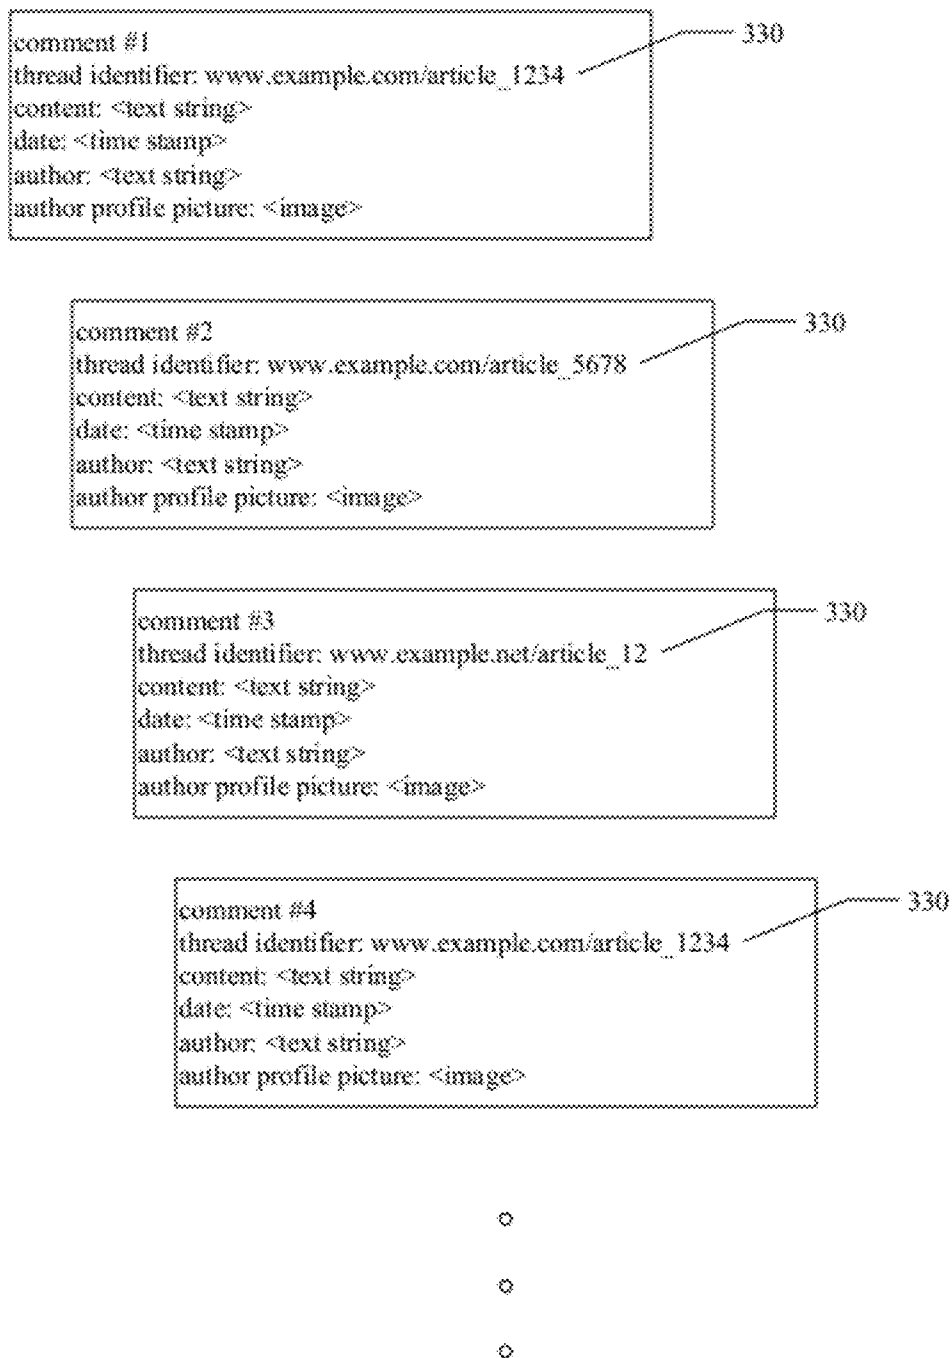 comment #1
330
thread identifier: www.example.com/article_1234
content: <text string>
date: <time stamp>
author: <text string>
author profile picture: <image>
comment #2
330
thread identifier: www.example.com/article_5678
content: <text string>
date: <time stamp>
author: <text string>
author profile picture: <image>
comment #3
330
thread identifier: www.example.net/article_12
content: <text string>
date: <time stamp>
author: <text string>
author profile picture: <image>
comment #4
330
thread identifier: www.example.com/article_1234
content: <text string>
date: <time stamp>
author: <text string>
author profile picture: <image>